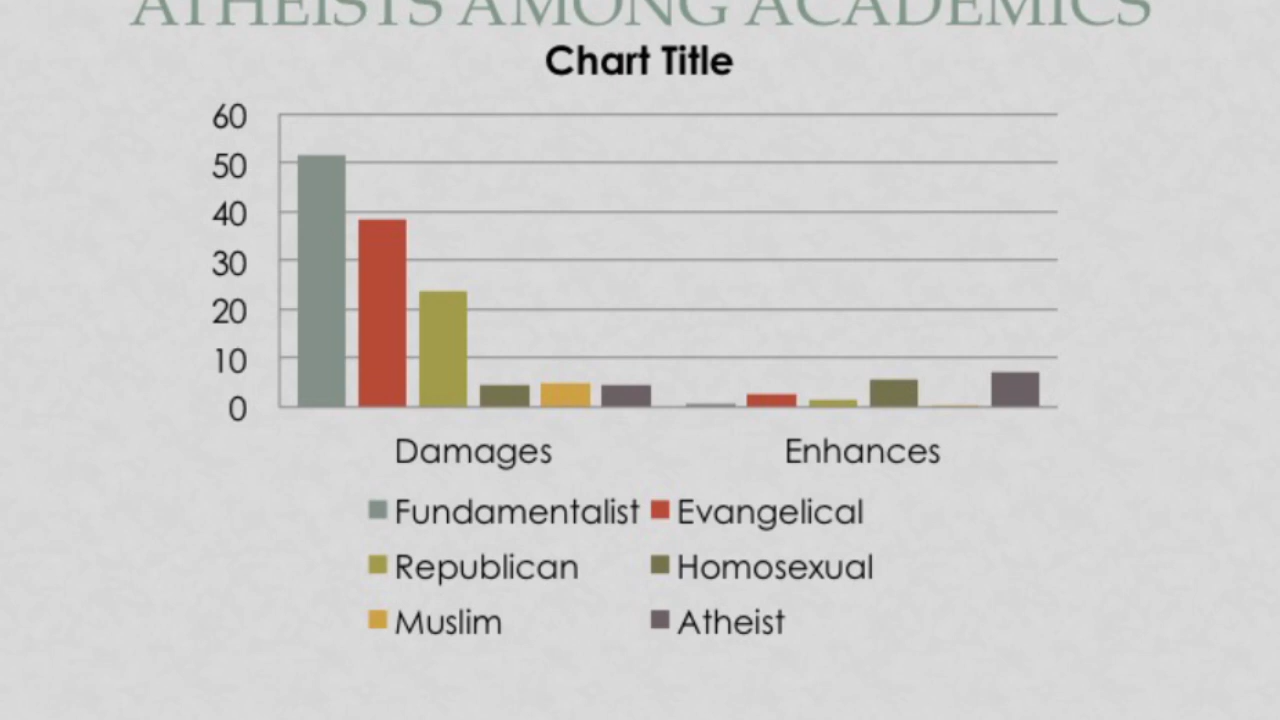 ATHEISTS AMONG ACADEMICS
Chart Title
60
50
40
30
20
10
0
Damages Enhances
Fundamentalist Evangelical
Republican Homosexual
Muslim Atheist